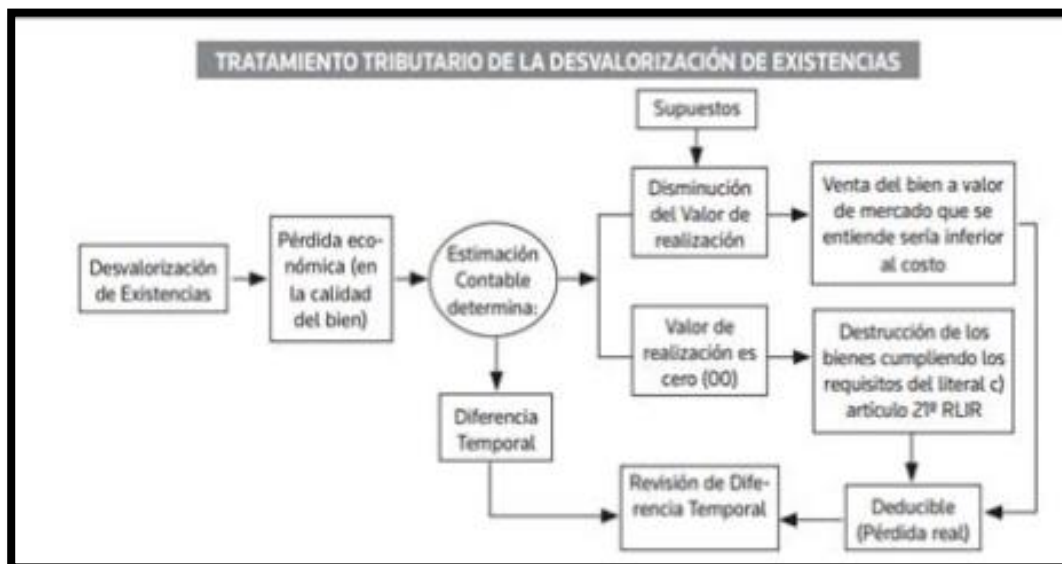 TRATAMIENTO TRIBUTARIO DE LA DESVALORIZACIÓN DE EXISTENCIAS
Supuestos
Desvalorización
de Existencias
Pérdida eco-
nómica (en
la calidad
del bien)
Estimación
Contable
determina:
Disminución
del Valor de
realización
Venta del bien a valor
de mercado que se
entiende sería inferior
al costo
Valor de
realización es
cero (00)
Destrucción de los
bienes cumpliendo los
requisitos del literal c)
artículo 21º RLIR
Diferencia
Temporal
Revisión de Dife-
rencia Temporal
Deducible
(Pérdida real)